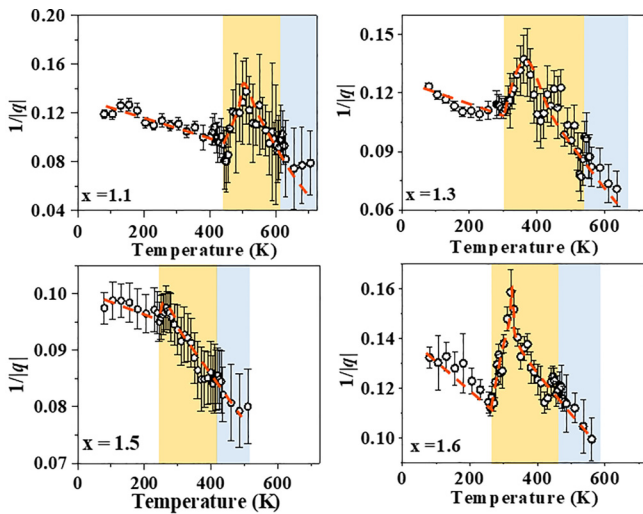 0.20
0.16
0.12
0.08
0.04
1/|q|
x =1.1
0 200 400 600
Temperature (K)
0.15
0.12
0.09
0.06
1/|q|
x =1.3
0 200 400 600
Temperature (K)
0.10
0.09
0.08
0.07
1/|q|
x =1.5
0 200 400 600
Temperature (K)
0.16
0.14
0.12
0.10
1/|q|
x =1.6
0 200 400 600
Temperature (K)